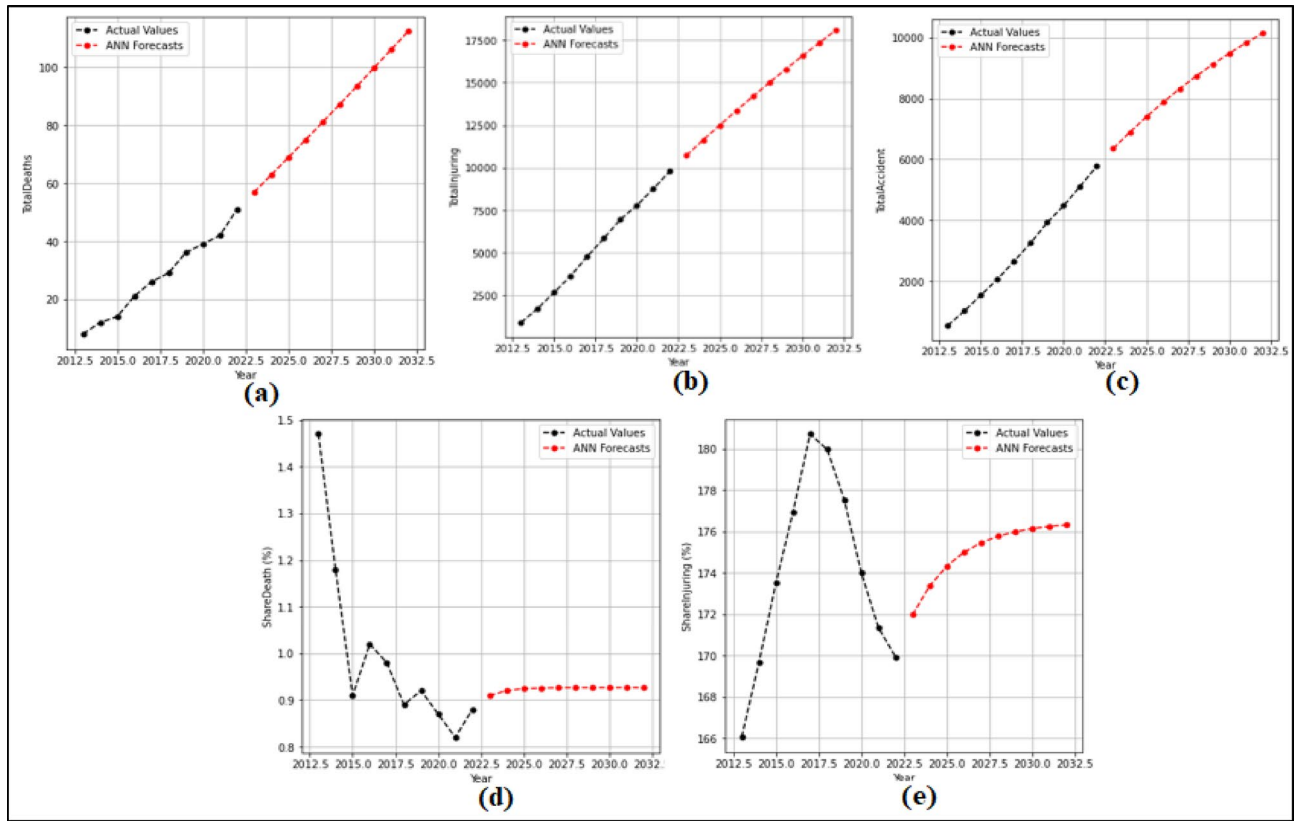 Actual Values
ANN Forecasts
TotalDeaths
100
80
60
40
20
2012.5 2015.0 2017.5 2020.0 2022.5 2025.0 2027.5 2030.0 2032.5
Year
(a)
Actual Values
ANN Forecasts
TotalInjuring
17500
15000
12500
10000
7500
5000
2500
2012.5 2015.0 2017.5 2020.0 2022.5 2025.0 2027.5 2030.0 2032.5
Year
(b)
Actual Values
ANN Forecasts
TotalAccident
10000
8000
6000
4000
2000
2012.5 2015.0 2017.5 2020.0 2022.5 2025.0 2027.5 2030.0 2032.5
Year
(c)
Actual Values
ANN Forecasts
ShareDeath (%)
1.5
1.4
1.3
1.2
1.1
1.0
0.9
0.8
2012.5 2015.0 2017.5 2020.0 2022.5 2025.0 2027.5 2030.0 2032.5
Year
(d)
Actual Values
ANN Forecasts
ShareInjuring (%)
180
178
176
174
172
170
168
166
2012.5 2015.0 2017.5 2020.0 2022.5 2025.0 2027.5 2030.0 2032.5
Year
(e)